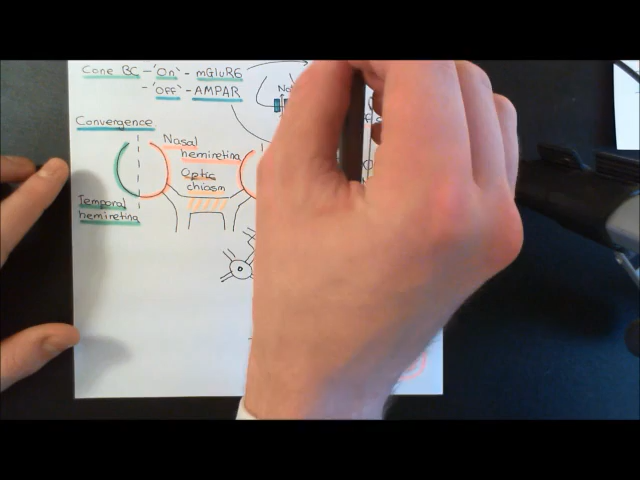 Cone BC - 'On' - mGluR6
- 'Off' - AMPAR
Convergence
Nasal
hemiretina
Optic
chiasm
Temporal
hemiretina